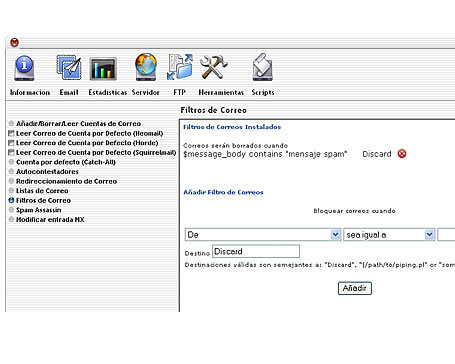 Informacion Email Estadisticas Servidor FTP Herramientas Scripts
Filtros de Correo
Añadir/Borrar/Leer Cuentas de Correo
Leer Correo de Cuenta por Defecto (Neomail)
Leer Correo de Cuenta por Defecto (Horde)
Leer Correo de Cuenta por Defecto (Squirrelmail)
Cuenta por defecto (Catch-All)
Autocontestadores
Redireccionamiento de Correo
Listas de Correo
Filtros de Correo
Spam Assassin
Modificar entrada MX
Filtros de Correos Instalados
Correos serán borrados cuando
$message_body contains "mensaje spam" Discard
Añadir Filtro de Correos
Bloquear correos cuando
De sea igual a
Destino Discard
Destinaciones válidas son semejantes a: "Discard", "|/path/to/piping.pl" or "som
Añadir